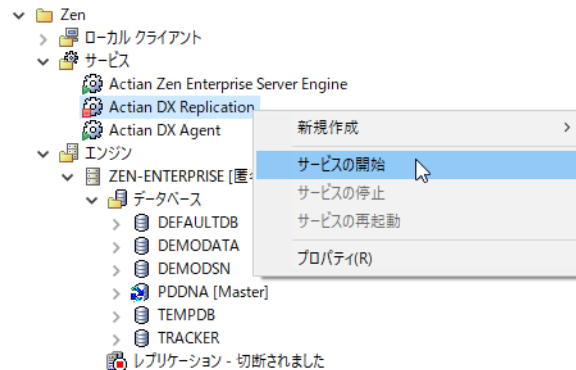 Zen
ローカル クライアント
サービス
Actian Zen Enterprise Server Engine
Actian DX Replication
Actian DX Agent
新規作成
エンジン
サービスの開始
ZEN-ENTERPRISE [匿
サービスの停止
データベース
サービスの再起動
DEFAULTDB
DEMODATA
プロパティ(R)
DEMODSN
PDDNA [Master]
TEMPDB
TRACKER
レプリケーション - 切断されました